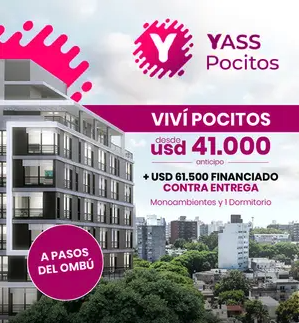 Y
YASS
Pocitos
VIVÍ POCITOS
desde
usd 41.000
anticipo
+ USD 61.500 FINANCIADO
CONTRA ENTREGA
Monoambientes y 1 Dormitorio
A PASOS
DEL OMBÚ